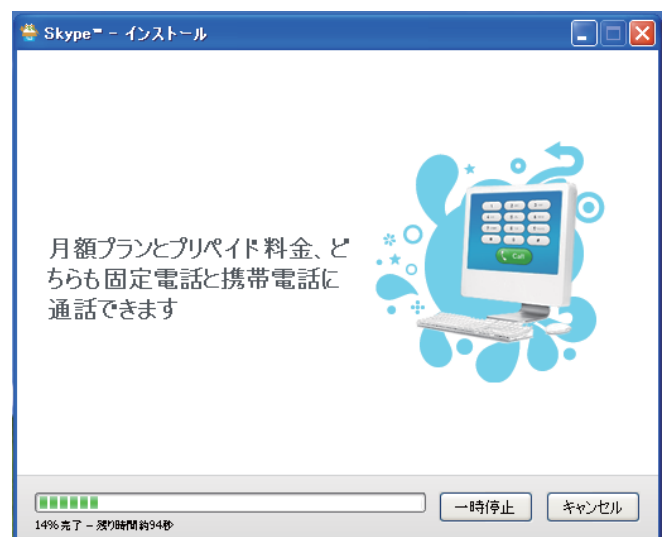 Skype™ - インストール
月額プランとプリペイド料金、ど
ちらも固定電話と携帯電話に
通話できます
Call
一時停止
キャンセル
14% 完了 - 残り時間 約94秒